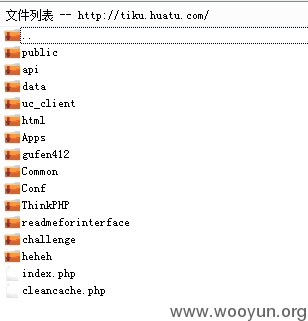 文件列表 -- http://tiku.huatu.com/
..
public
api
data
uc_client
html
Apps
gufen412
Common
Conf
ThinkPHP
readmeforinterface
challenge
heheh
index.php
cleancache.php
www.wooyun.org